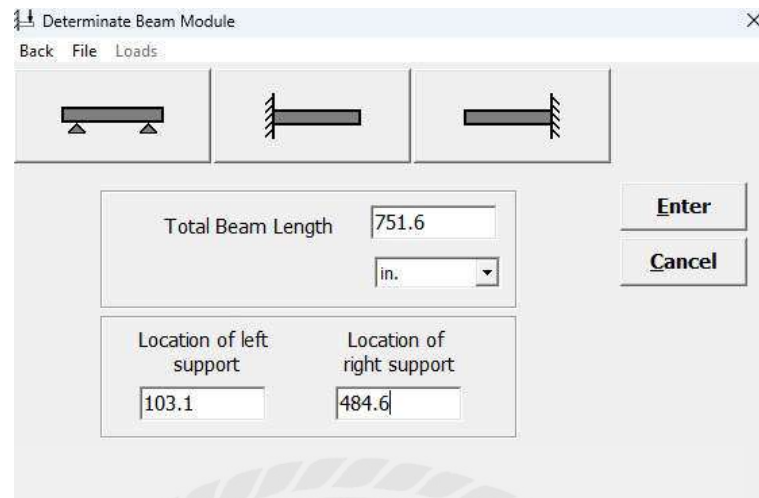 Determinate Beam Module
Back File Loads
Total Beam Length 751.6
in.
Enter
Cancel
Location of left support
103.1
Location of right support
484.6